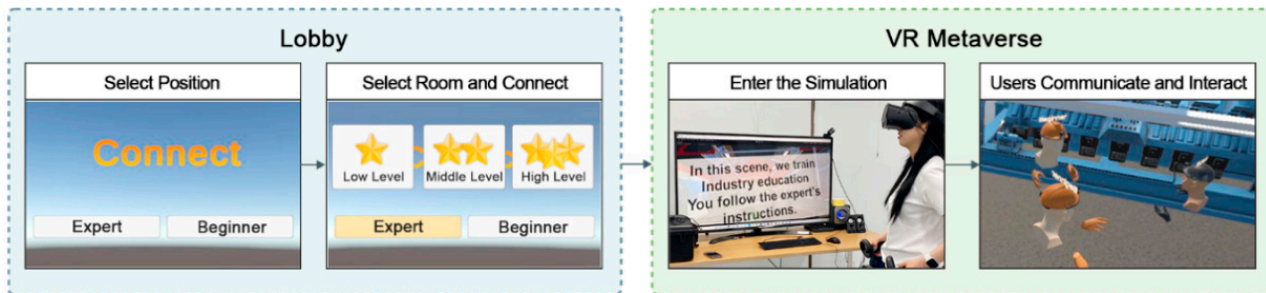 Lobby
VR Metaverse
Select Position
Select Room and Connect
Enter the Simulation
Users Communicate and Interact
Connect
Expert
Beginner
Low Level
Middle Level
High Level
Expert
Beginner
In this scene, we train
Industry education
You follow the expert's
instructions.